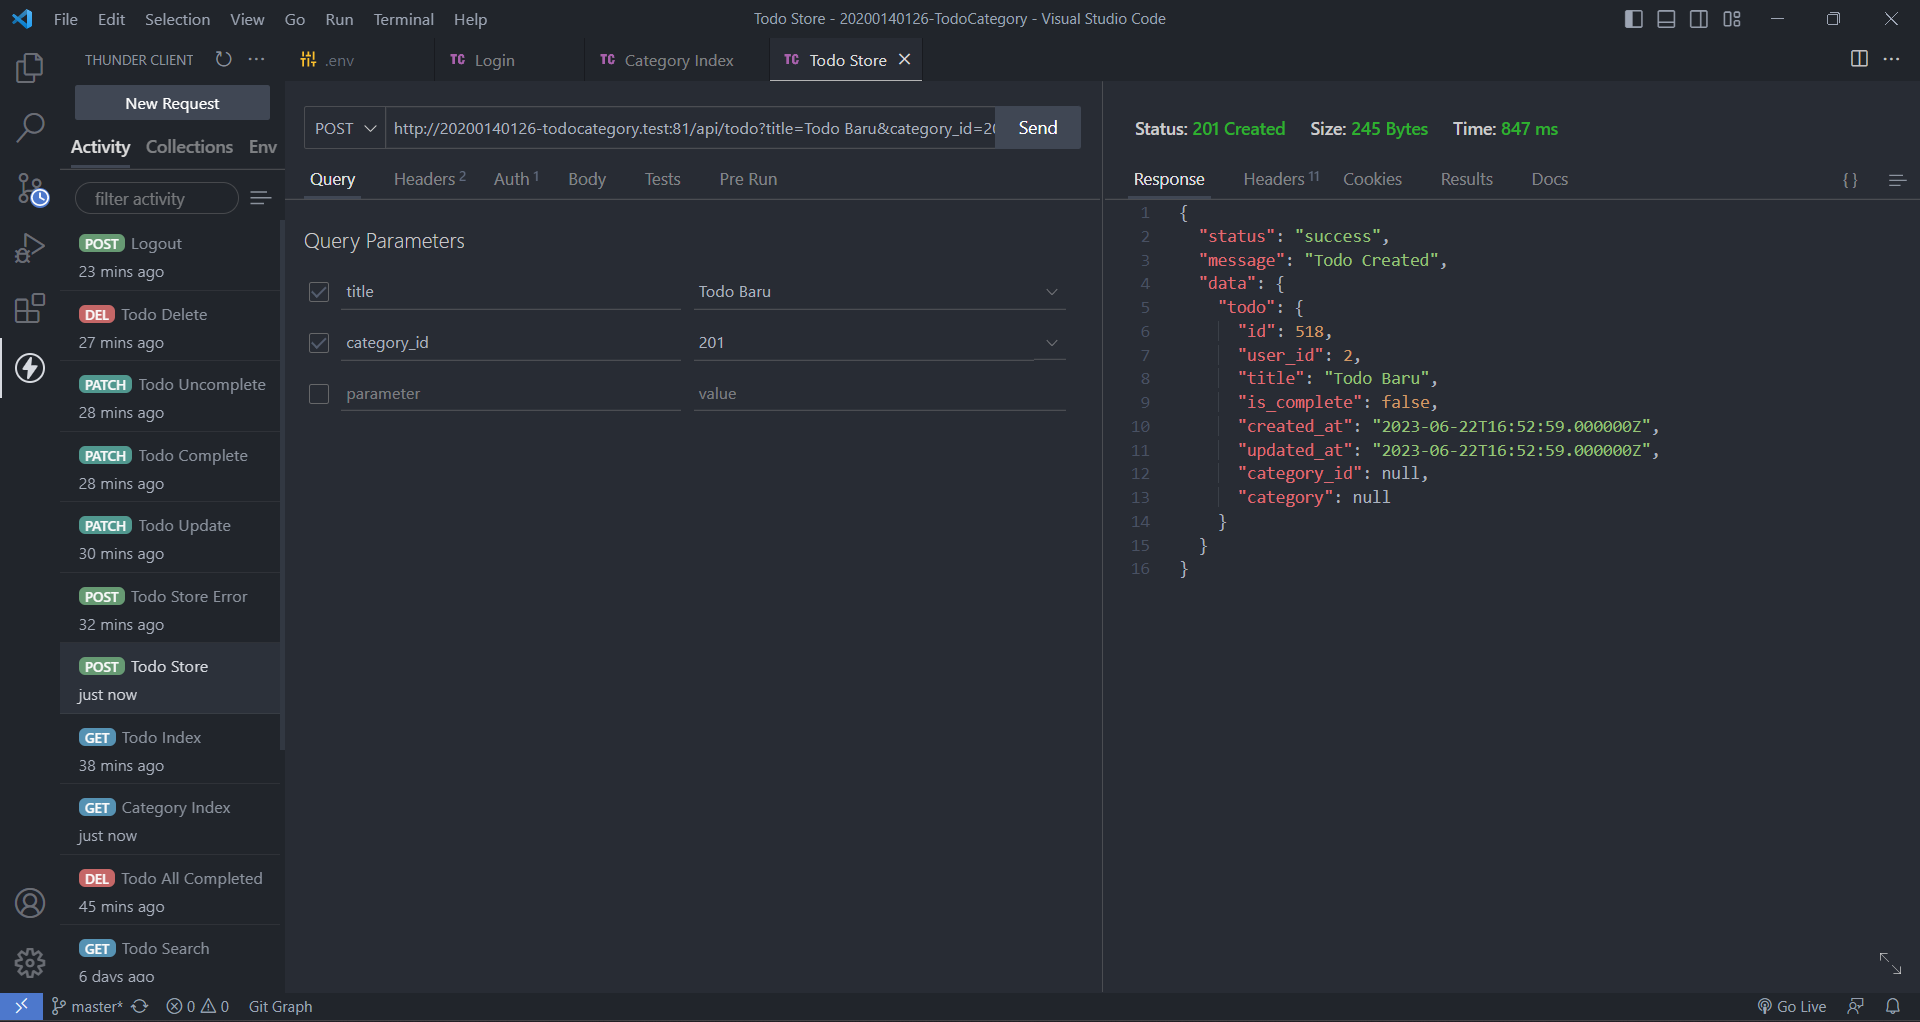 File Edit Selection View Go Run Terminal Help
Todo Store - 20200140126-TodoCategory - Visual Studio Code
THUNDER CLIENT
New Request
Activity Collections Env
filter activity
POST Logout
23 mins ago
DEL Todo Delete
27 mins ago
PATCH Todo Uncomplete
28 mins ago
PATCH Todo Complete
28 mins ago
PATCH Todo Update
30 mins ago
POST Todo Store Error
32 mins ago
POST Todo Store
just now
GET Todo Index
38 mins ago
GET Category Index
just now
DEL Todo All Completed
45 mins ago
GET Todo Search
6 days ago
.env TC Login TC Category Index TC Todo Store
POST http://20200140126-todocategory.test:81/api/todo?title=Todo Baru&category_id=20 Send
Query Headers 2 Auth 1 Body Tests Pre Run
Query Parameters
title Todo Baru
category_id 201
parameter value
Status: 201 Created Size: 245 Bytes Time: 847 ms
Response Headers 11 Cookies Results Docs {}
1 {
2 "status": "success",
3 "message": "Todo Created",
4 "data": {
5 "todo": {
6 "id": 518,
7 "user_id": 2,
8 "title": "Todo Baru",
9 "is_complete": false,
10 "created_at": "2023-06-22T16:52:59.000000Z",
11 "updated_at": "2023-06-22T16:52:59.000000Z",
12 "category_id": null,
13 "category": null
14 }
15 }
16 }
master* 0 0 Git Graph
Go Live